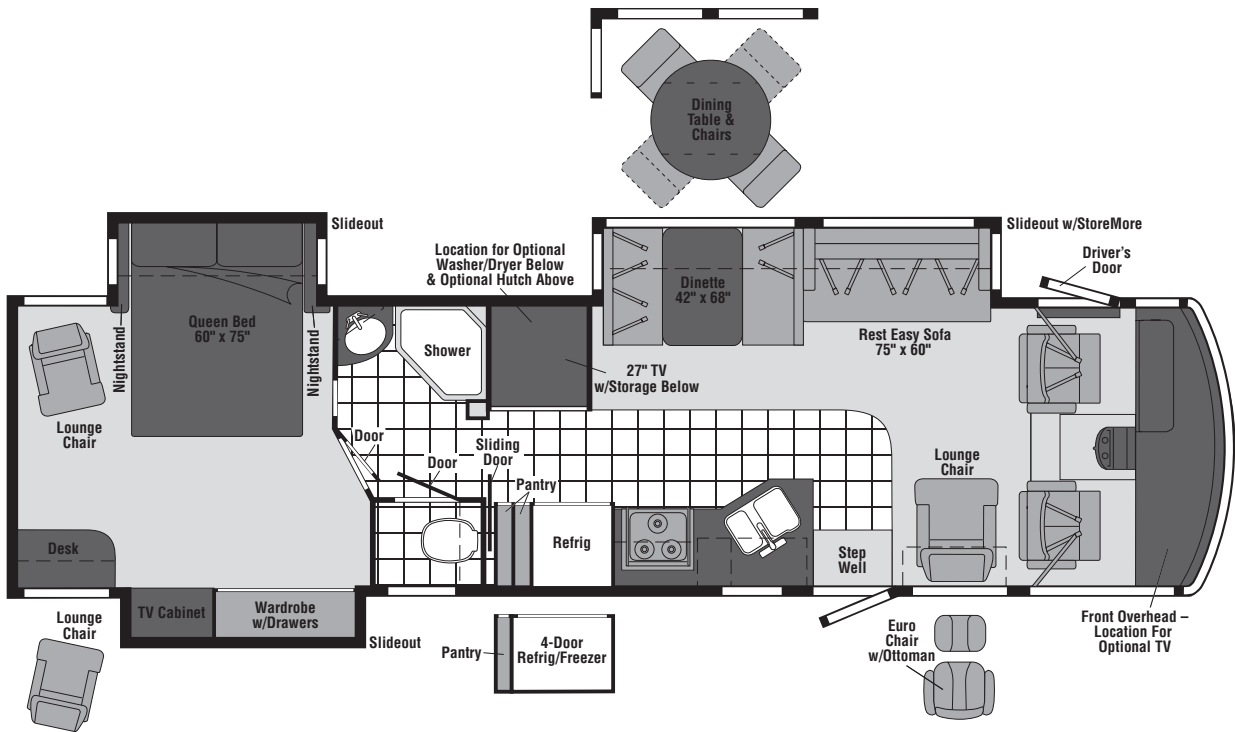 Dining
Table &
Chairs
Slideout
Location for Optional
Washer/Dryer Below
& Optional Hutch Above
Slideout w/StoreMore
Driver's
Door
Dinette
42" x 68"
Queen Bed
60" x 75"
Nightstand
Nightstand
Shower
Rest Easy Sofa
75" x 60"
27" TV
w/Storage Below
Lounge
Chair
Door
Door
Sliding
Door
Pantry
Lounge
Chair
Desk
Refrig
Step
Well
TV Cabinet
Wardrobe
w/Drawers
Lounge
Chair
Slideout
Pantry
4-Door
Refrig/Freezer
Euro
Chair
w/Ottoman
Front Overhead –
Location For
Optional TV